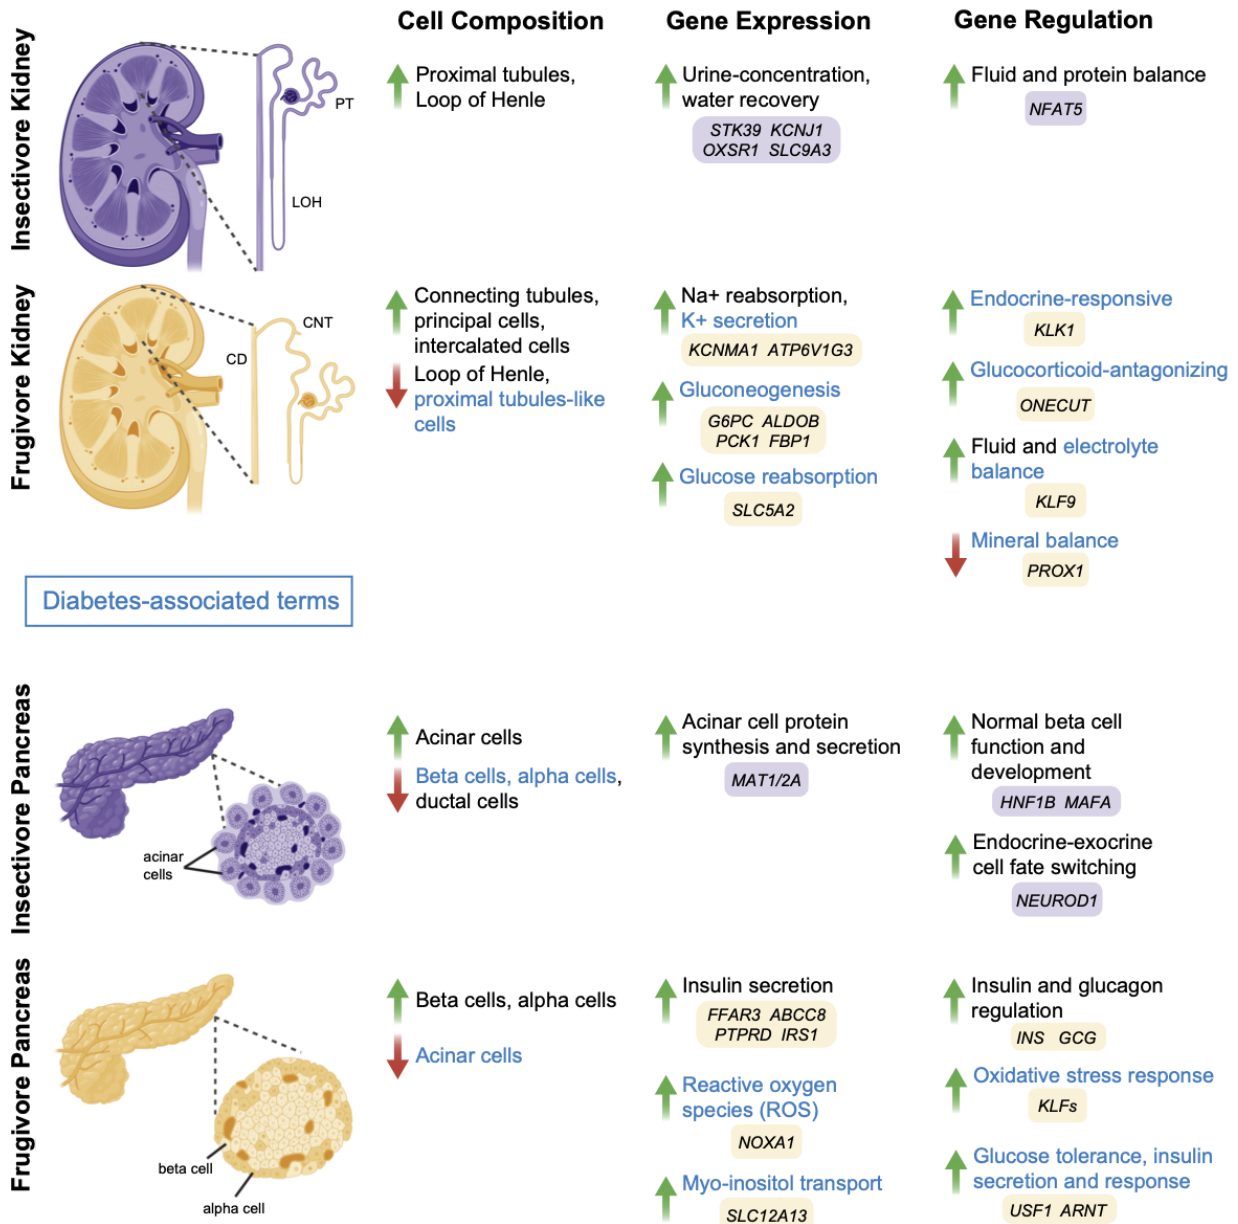 Cell Composition
Gene Expression
Gene Regulation
Insectivore Kidney
PT
LOH
Proximal tubules,
Loop of Henle
Urine-concentration,
water recovery
STK39 KCNJ1
OXSR1 SLC9A3
Fluid and protein balance
NFAT5
Frugivore Kidney
CNT
CD
Connecting tubules,
principal cells,
intercalated cells
Loop of Henle,
proximal tubules-like
cells
Na+ reabsorption,
K+ secretion
KCNMA1 ATP6V1G3
Gluconeogenesis
G6PC ALDOB
PCK1 FBP1
Glucose reabsorption
SLC5A2
Endocrine-responsive
KLK1
Glucocorticoid-antagonizing
ONECUT
Fluid and electrolyte
balance
KLF9
Mineral balance
PROX1
Diabetes-associated terms
Insectivore Pancreas
acinar
cells
Acinar cells
Beta cells, alpha cells,
ductal cells
Acinar cell protein
synthesis and secretion
MAT1/2A
Normal beta cell
function and
development
HNF1B MAFA
Endocrine-exocrine
cell fate switching
NEUROD1
Frugivore Pancreas
beta cell
alpha cell
Beta cells, alpha cells
Acinar cells
Insulin secretion
FFAR3 ABCC8
PTPRD IRS1
Reactive oxygen
species (ROS)
NOXA1
Myo-inositol transport
SLC12A13
Insulin and glucagon
regulation
INS GCG
Oxidative stress response
KLFs
Glucose tolerance, insulin
secretion and response
USF1 ARNT